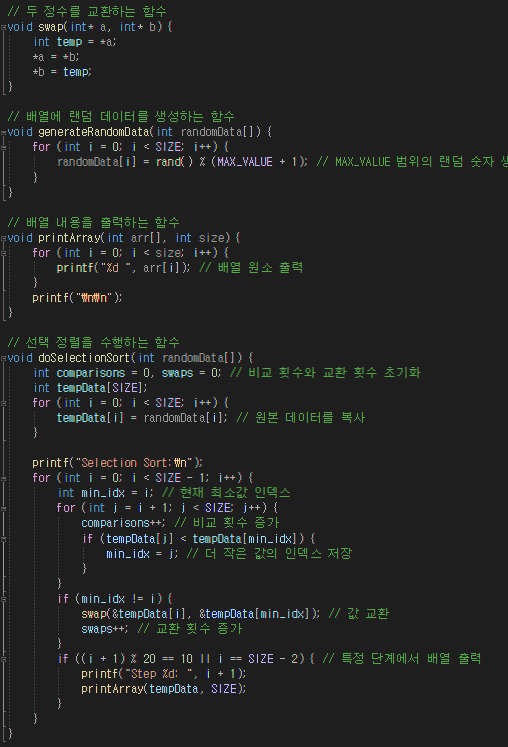 // 두 정수를 교환하는 함수
void swap(int* a, int* b) {
    int temp = *a;
    *a = *b;
    *b = temp;
}

// 배열에 랜덤 데이터를 생성하는 함수
void generateRandomData(int randomData[]) {
    for (int i = 0; i < SIZE; i++) {
        randomData[i] = rand() % (MAX_VALUE + 1); // MAX_VALUE 범위의 랜덤 숫자 생
    }
}

// 배열 내용을 출력하는 함수
void printArray(int arr[], int size) {
    for (int i = 0; i < size; i++) {
        printf("%d ", arr[i]); // 배열 원소 출력
    }
    printf("₩n₩n");
}

// 선택 정렬을 수행하는 함수
void doSelectionSort(int randomData[]) {
    int comparisons = 0, swaps = 0; // 비교 횟수와 교환 횟수 초기화
    int tempData[SIZE];
    for (int i = 0; i < SIZE; i++) {
        tempData[i] = randomData[i]; // 원본 데이터를 복사
    }

    printf("Selection Sort:₩n");
    for (int i = 0; i < SIZE - 1; i++) {
        int min_idx = i; // 현재 최소값 인덱스
        for (int j = i + 1; j < SIZE; j++) {
            comparisons++; // 비교 횟수 증가
            if (tempData[j] < tempData[min_idx]) {
                min_idx = j; // 더 작은 값의 인덱스 저장
            }
        }
        if (min_idx != i) {
            swap(&tempData[i], &tempData[min_idx]); // 값 교환
            swaps++; // 교환 횟수 증가
        }
        if ((i + 1) % 20 == 10 || i == SIZE - 2) { // 특정 단계에서 배열 출력
            printf("Step %d: ", i + 1);
            printArray(tempData, SIZE);
        }
    }
}